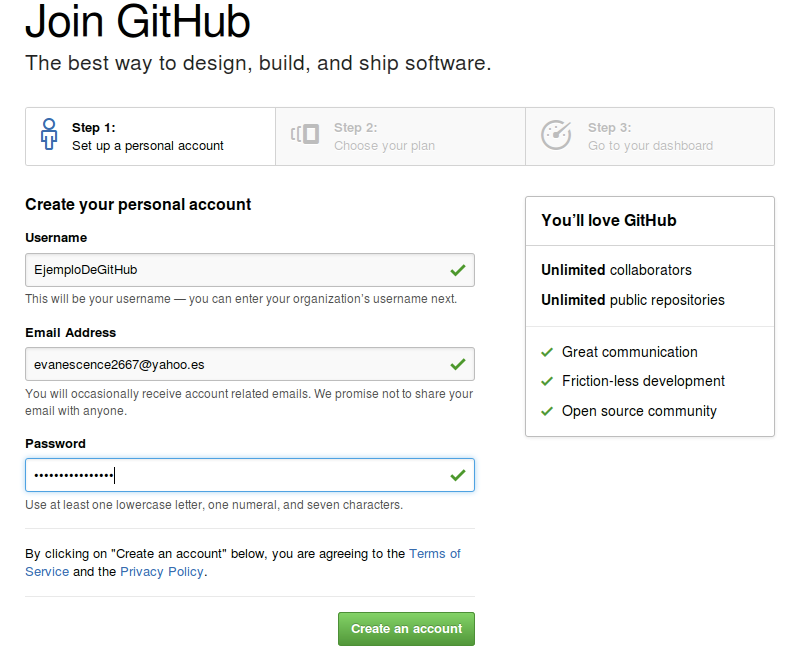 Join GitHub
The best way to design, build, and ship software.
Step 1:
Set up a personal account
Step 2:
Choose your plan
Step 3:
Go to your dashboard
Create your personal account
Username
EjemploDeGitHub
This will be your username — you can enter your organization's username next.
Email Address
evanescence2667@yahoo.es
You will occasionally receive account related emails. We promise not to share your
email with anyone.
Password
••••••••••••••••
Use at least one lowercase letter, one numeral, and seven characters.
By clicking on "Create an account" below, you are agreeing to the Terms of
Service and the Privacy Policy.
Create an account
You'll love GitHub
Unlimited collaborators
Unlimited public repositories
Great communication
Friction-less development
Open source community